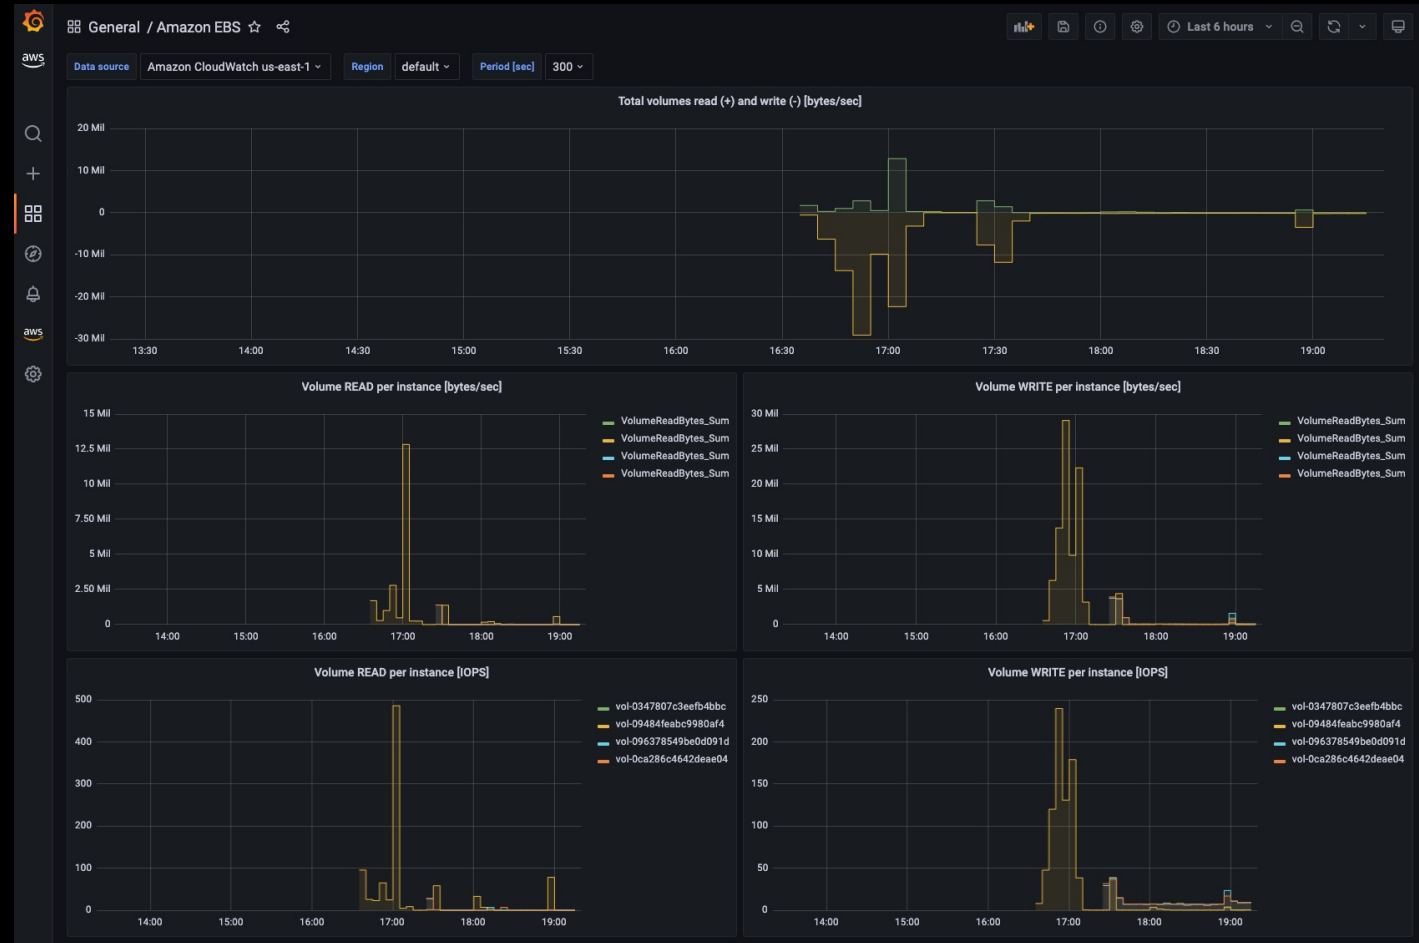 General / Amazon EBS
Last 6 hours
aws
Data source Amazon CloudWatch us-east-1 Region default Period [sec] 300
Total volumes read (+) and write (-) [bytes/sec]
20 Mil
10 Mil
0
-10 Mil
-20 Mil
-30 Mil
13:30 14:00 14:30 15:00 15:30 16:00 16:30 17:00 17:30 18:00 18:30 19:00
aws
Volume READ per instance [bytes/sec]
15 Mil
12.5 Mil
10 Mil
7.50 Mil
5 Mil
2.50 Mil
0
14:00 15:00 16:00 17:00 18:00 19:00
VolumeReadBytes_Sum
VolumeReadBytes_Sum
VolumeReadBytes_Sum
VolumeReadBytes_Sum
Volume WRITE per instance [bytes/sec]
30 Mil
25 Mil
20 Mil
15 Mil
10 Mil
5 Mil
0
14:00 15:00 16:00 17:00 18:00 19:00
VolumeReadBytes_Sum
VolumeReadBytes_Sum
VolumeReadBytes_Sum
VolumeReadBytes_Sum
Volume READ per instance [IOPS]
500
400
300
200
100
0
14:00 15:00 16:00 17:00 18:00 19:00
vol-0347807c3eefb4bbc
vol-09484feabc9980af4
vol-096378549be0d091d
vol-0ca286c4642deae04
Volume WRITE per instance [IOPS]
250
200
150
100
50
0
14:00 15:00 16:00 17:00 18:00 19:00
vol-0347807c3eefb4bbc
vol-09484feabc9980af4
vol-096378549be0d091d
vol-0ca286c4642deae04